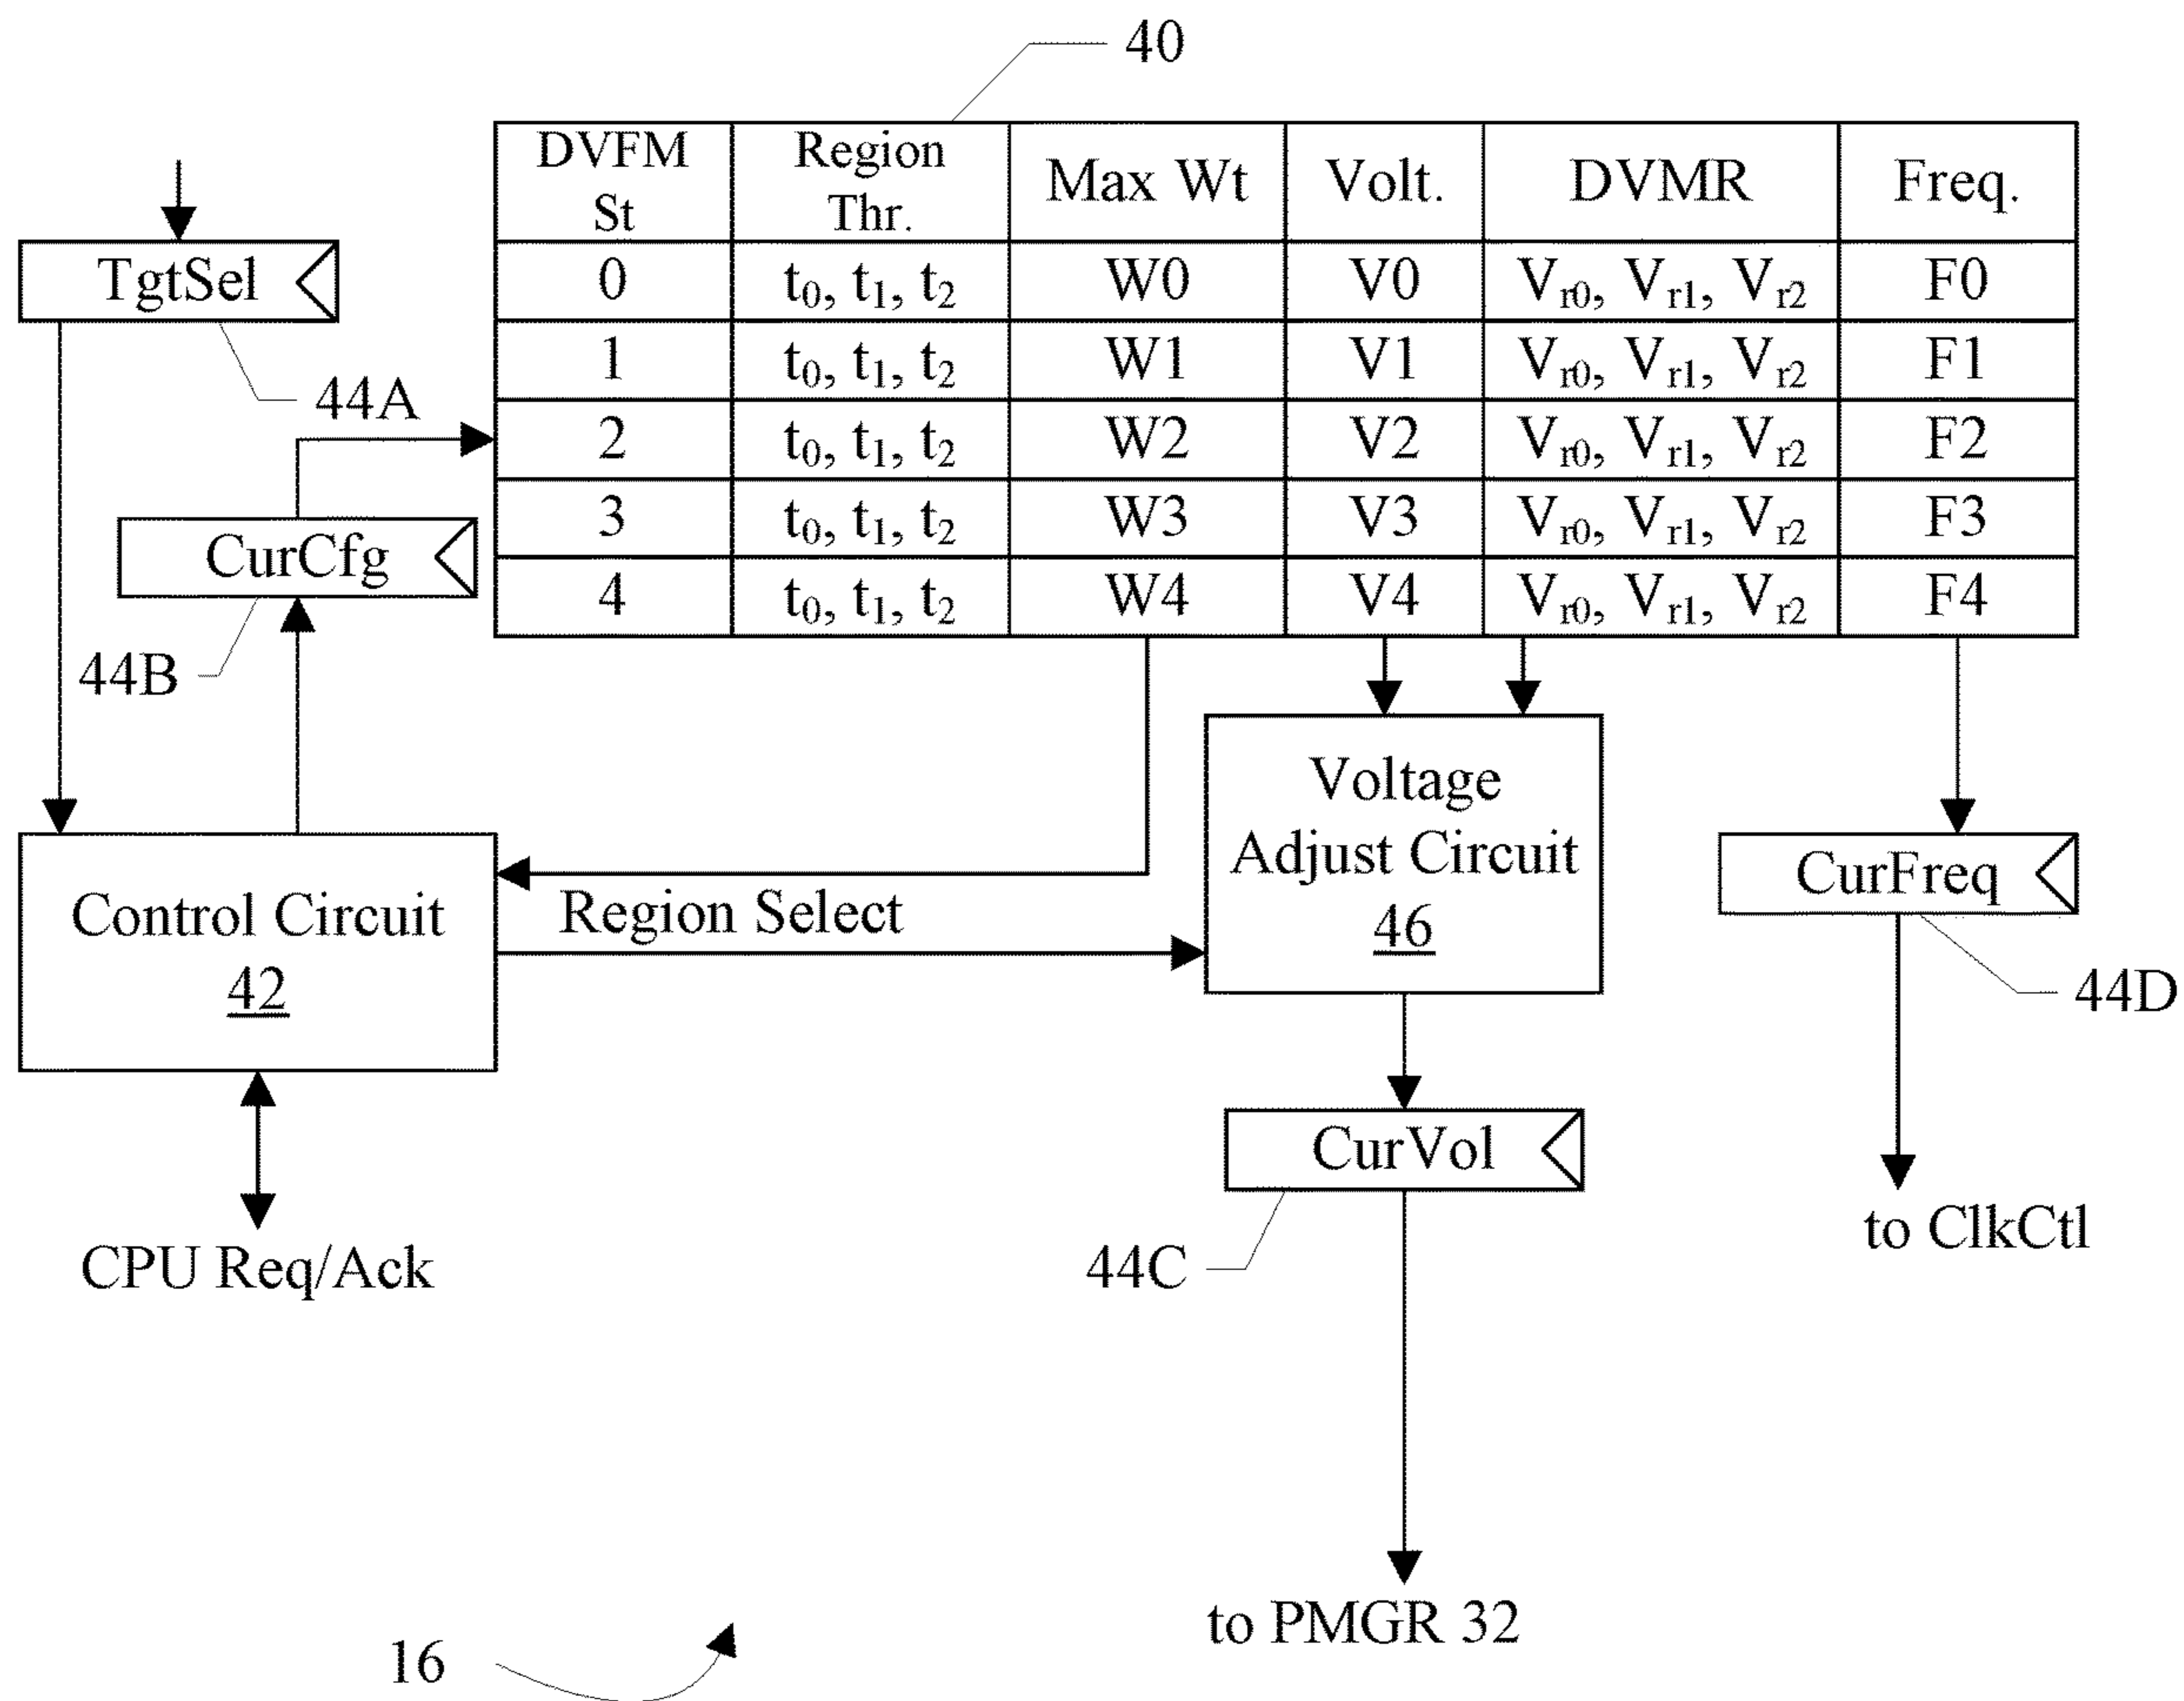 40
DVFM St | Region Thr. | Max Wt | Volt. | DVMR | Freq.
0 | t0, t1, t2 | W0 | V0 | Vr0, Vr1, Vr2 | F0
1 | t0, t1, t2 | W1 | V1 | Vr0, Vr1, Vr2 | F1
2 | t0, t1, t2 | W2 | V2 | Vr0, Vr1, Vr2 | F2
3 | t0, t1, t2 | W3 | V3 | Vr0, Vr1, Vr2 | F3
4 | t0, t1, t2 | W4 | V4 | Vr0, Vr1, Vr2 | F4
TgtSel
44A
CurCfg
44B
Control Circuit
42
Region Select
Voltage
Adjust Circuit
46
CurFreq
44D
CPU Req/Ack
CurVol
44C
to ClkCtl
to PMGR 32
16